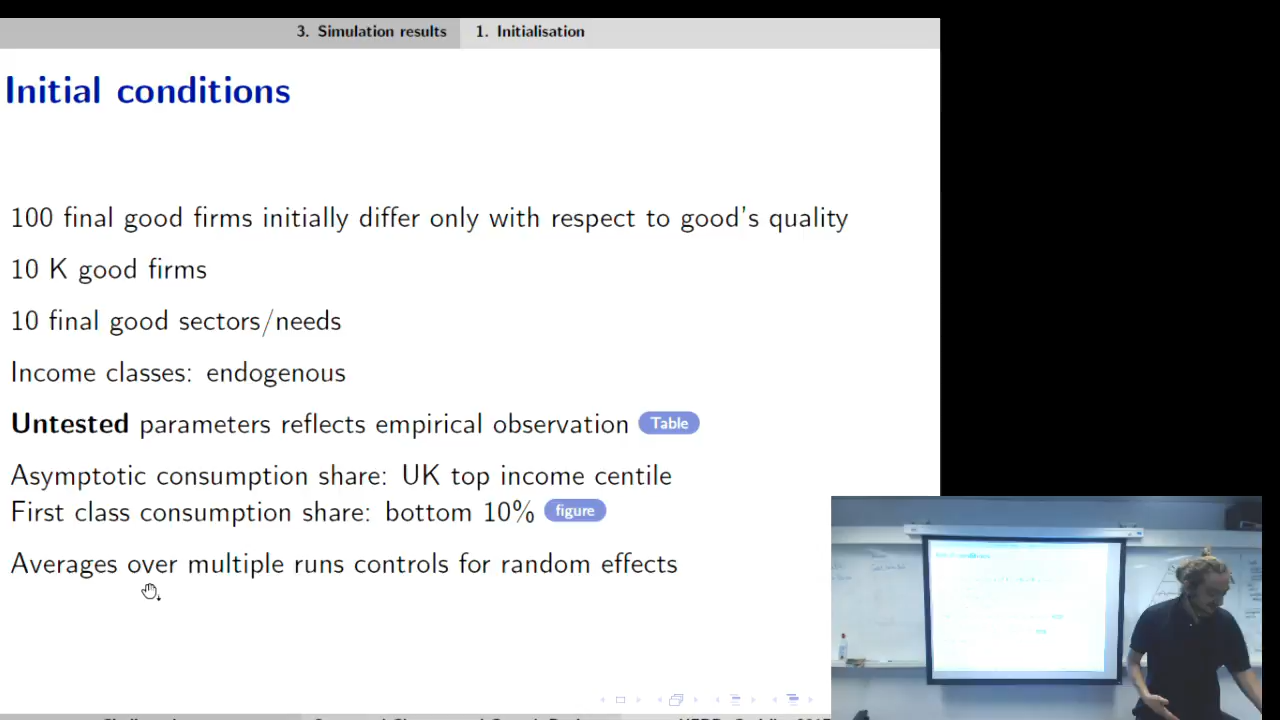 3. Simulation results 1. Initialisation
Initial conditions
100 final good firms initially differ only with respect to good's quality
10 K good firms
10 final good sectors/needs
Income classes: endogenous
Untested parameters reflects empirical observation Table
Asymptotic consumption share: UK top income centile
First class consumption share: bottom 10% figure
Averages over multiple runs controls for random effects